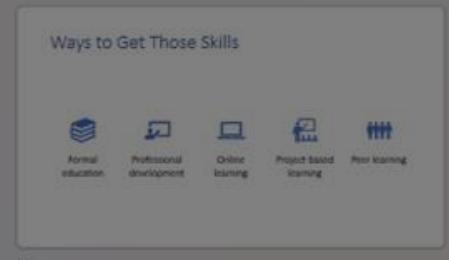 Ways to Get Those Skills
Formal education
Professional development
Online learning
Project based learning
Peer learning